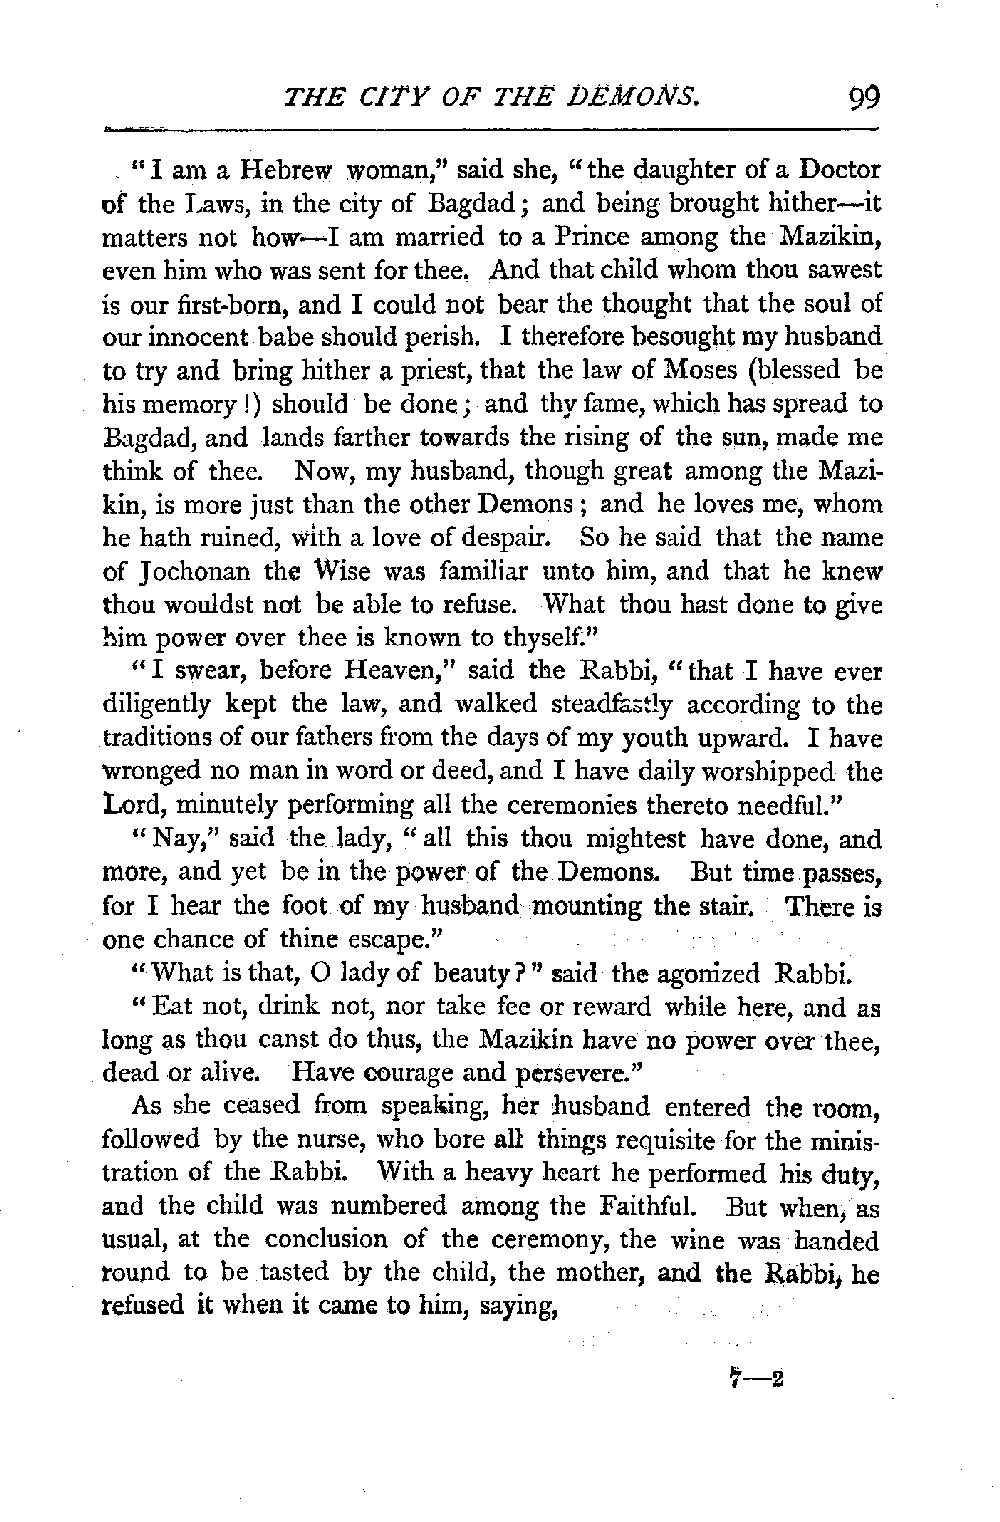 THE CITY OF THE DEMONS. 99
“I am a Hebrew woman,” said she, “the daughter of a Doctor
of the Laws, in the city of Bagdad; and being brought hither—it
matters not how—I am married to a Prince among the Mazikin,
even him who was sent for thee. And that child whom thou sawest
is our first-born, and I could not bear the thought that the soul of
our innocent babe should perish. I therefore besought my husband
to try and bring hither a priest, that the law of Moses (blessed be
his memory!) should be done; and thy fame, which has spread to
Bagdad, and lands farther towards the rising of the sun, made me
think of thee. Now, my husband, though great among the Mazi-
kin, is more just than the other Demons; and he loves me, whom
he hath ruined, with a love of despair. So he said that the name
of Jochonan the Wise was familiar unto him, and that he knew
thou wouldst not be able to refuse. What thou hast done to give
him power over thee is known to thyself.”
“I swear, before Heaven,” said the Rabbi, “that I have ever
diligently kept the law, and walked steadfastly according to the
traditions of our fathers from the days of my youth upward. I have
wronged no man in word or deed, and I have daily worshipped the
Lord, minutely performing all the ceremonies thereto needful.”
“Nay,” said the lady, “all this thou mightest have done, and
more, and yet be in the power of the Demons. But time passes,
for I hear the foot of my husband mounting the stair. There is
one chance of thine escape.”
“What is that, O lady of beauty?” said the agonized Rabbi.
“Eat not, drink not, nor take fee or reward while here, and as
long as thou canst do thus, the Mazikin have no power over thee,
dead or alive. Have courage and persevere.”
As she ceased from speaking, her husband entered the room,
followed by the nurse, who bore all things requisite for the minis-
tration of the Rabbi. With a heavy heart he performed his duty,
and the child was numbered among the Faithful. But when, as
usual, at the conclusion of the ceremony, the wine was handed
round to be tasted by the child, the mother, and the Rabbi, he
refused it when it came to him, saying,
7—2